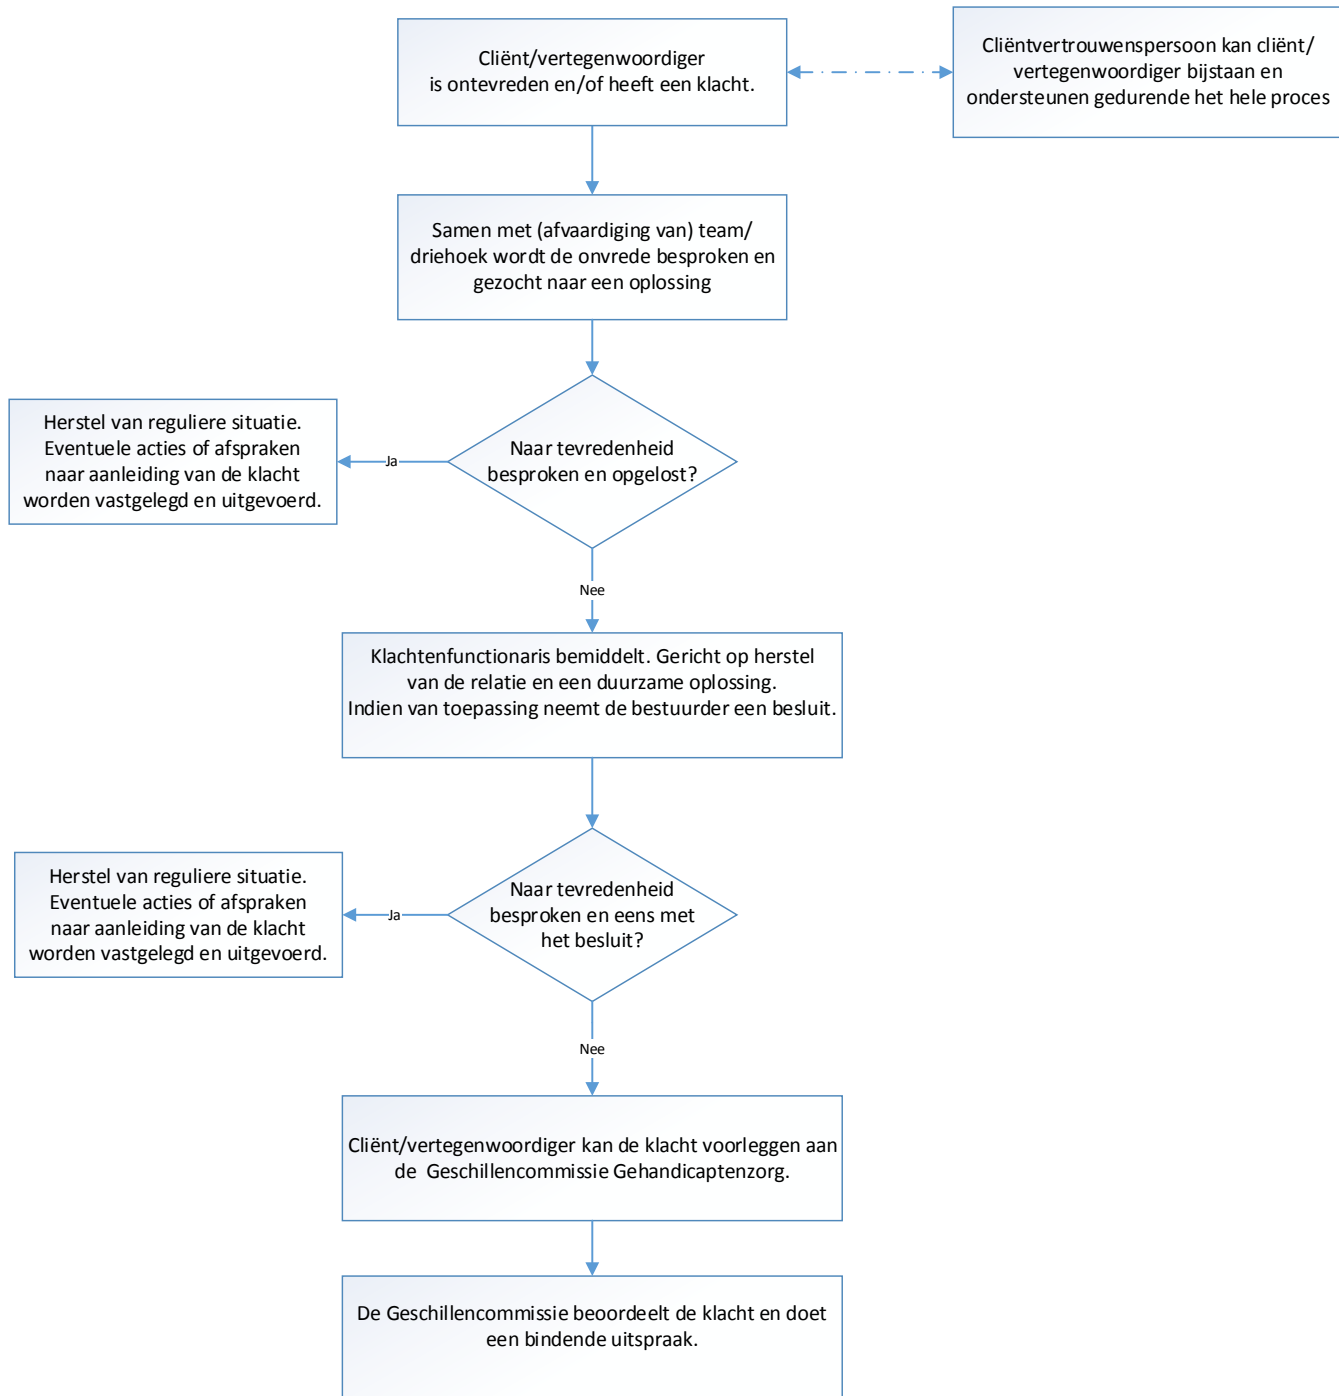 Cliënt/vertegenwoordiger
is ontevreden en/of heeft een klacht.
Cliëntvertrouwenspersoon kan cliënt/
vertegenwoordiger bijstaan en
ondersteunen gedurende het hele proces
Samen met (afvaardiging van) team/
driehoek wordt de onvrede besproken en
gezocht naar een oplossing
Naar tevredenheid
besproken en opgelost?
Ja
Herstel van reguliere situatie.
Eventuele acties of afspraken
naar aanleiding van de klacht
worden vastgelegd en uitgevoerd.
Nee
Klachtenfunctionaris bemiddelt. Gericht op herstel
van de relatie en een duurzame oplossing.
Indien van toepassing neemt de bestuurder een besluit.
Naar tevredenheid
besproken en eens met
het besluit?
Ja
Herstel van reguliere situatie.
Eventuele acties of afspraken
naar aanleiding van de klacht
worden vastgelegd en uitgevoerd.
Nee
Cliënt/vertegenwoordiger kan de klacht voorleggen aan
de Geschillencommissie Gehandicaptenzorg.
De Geschillencommissie beoordeelt de klacht en doet
een bindende uitspraak.